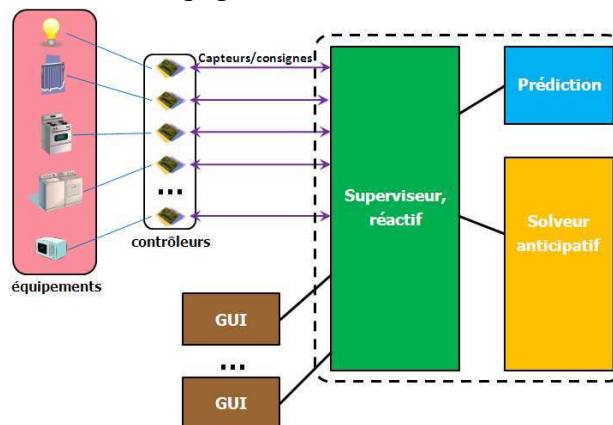 Capteurs/consignes
Prédiction
...
Superviseur,
réactif
Solveur
anticipatif
contrôleurs
équipements
GUI
...
GUI